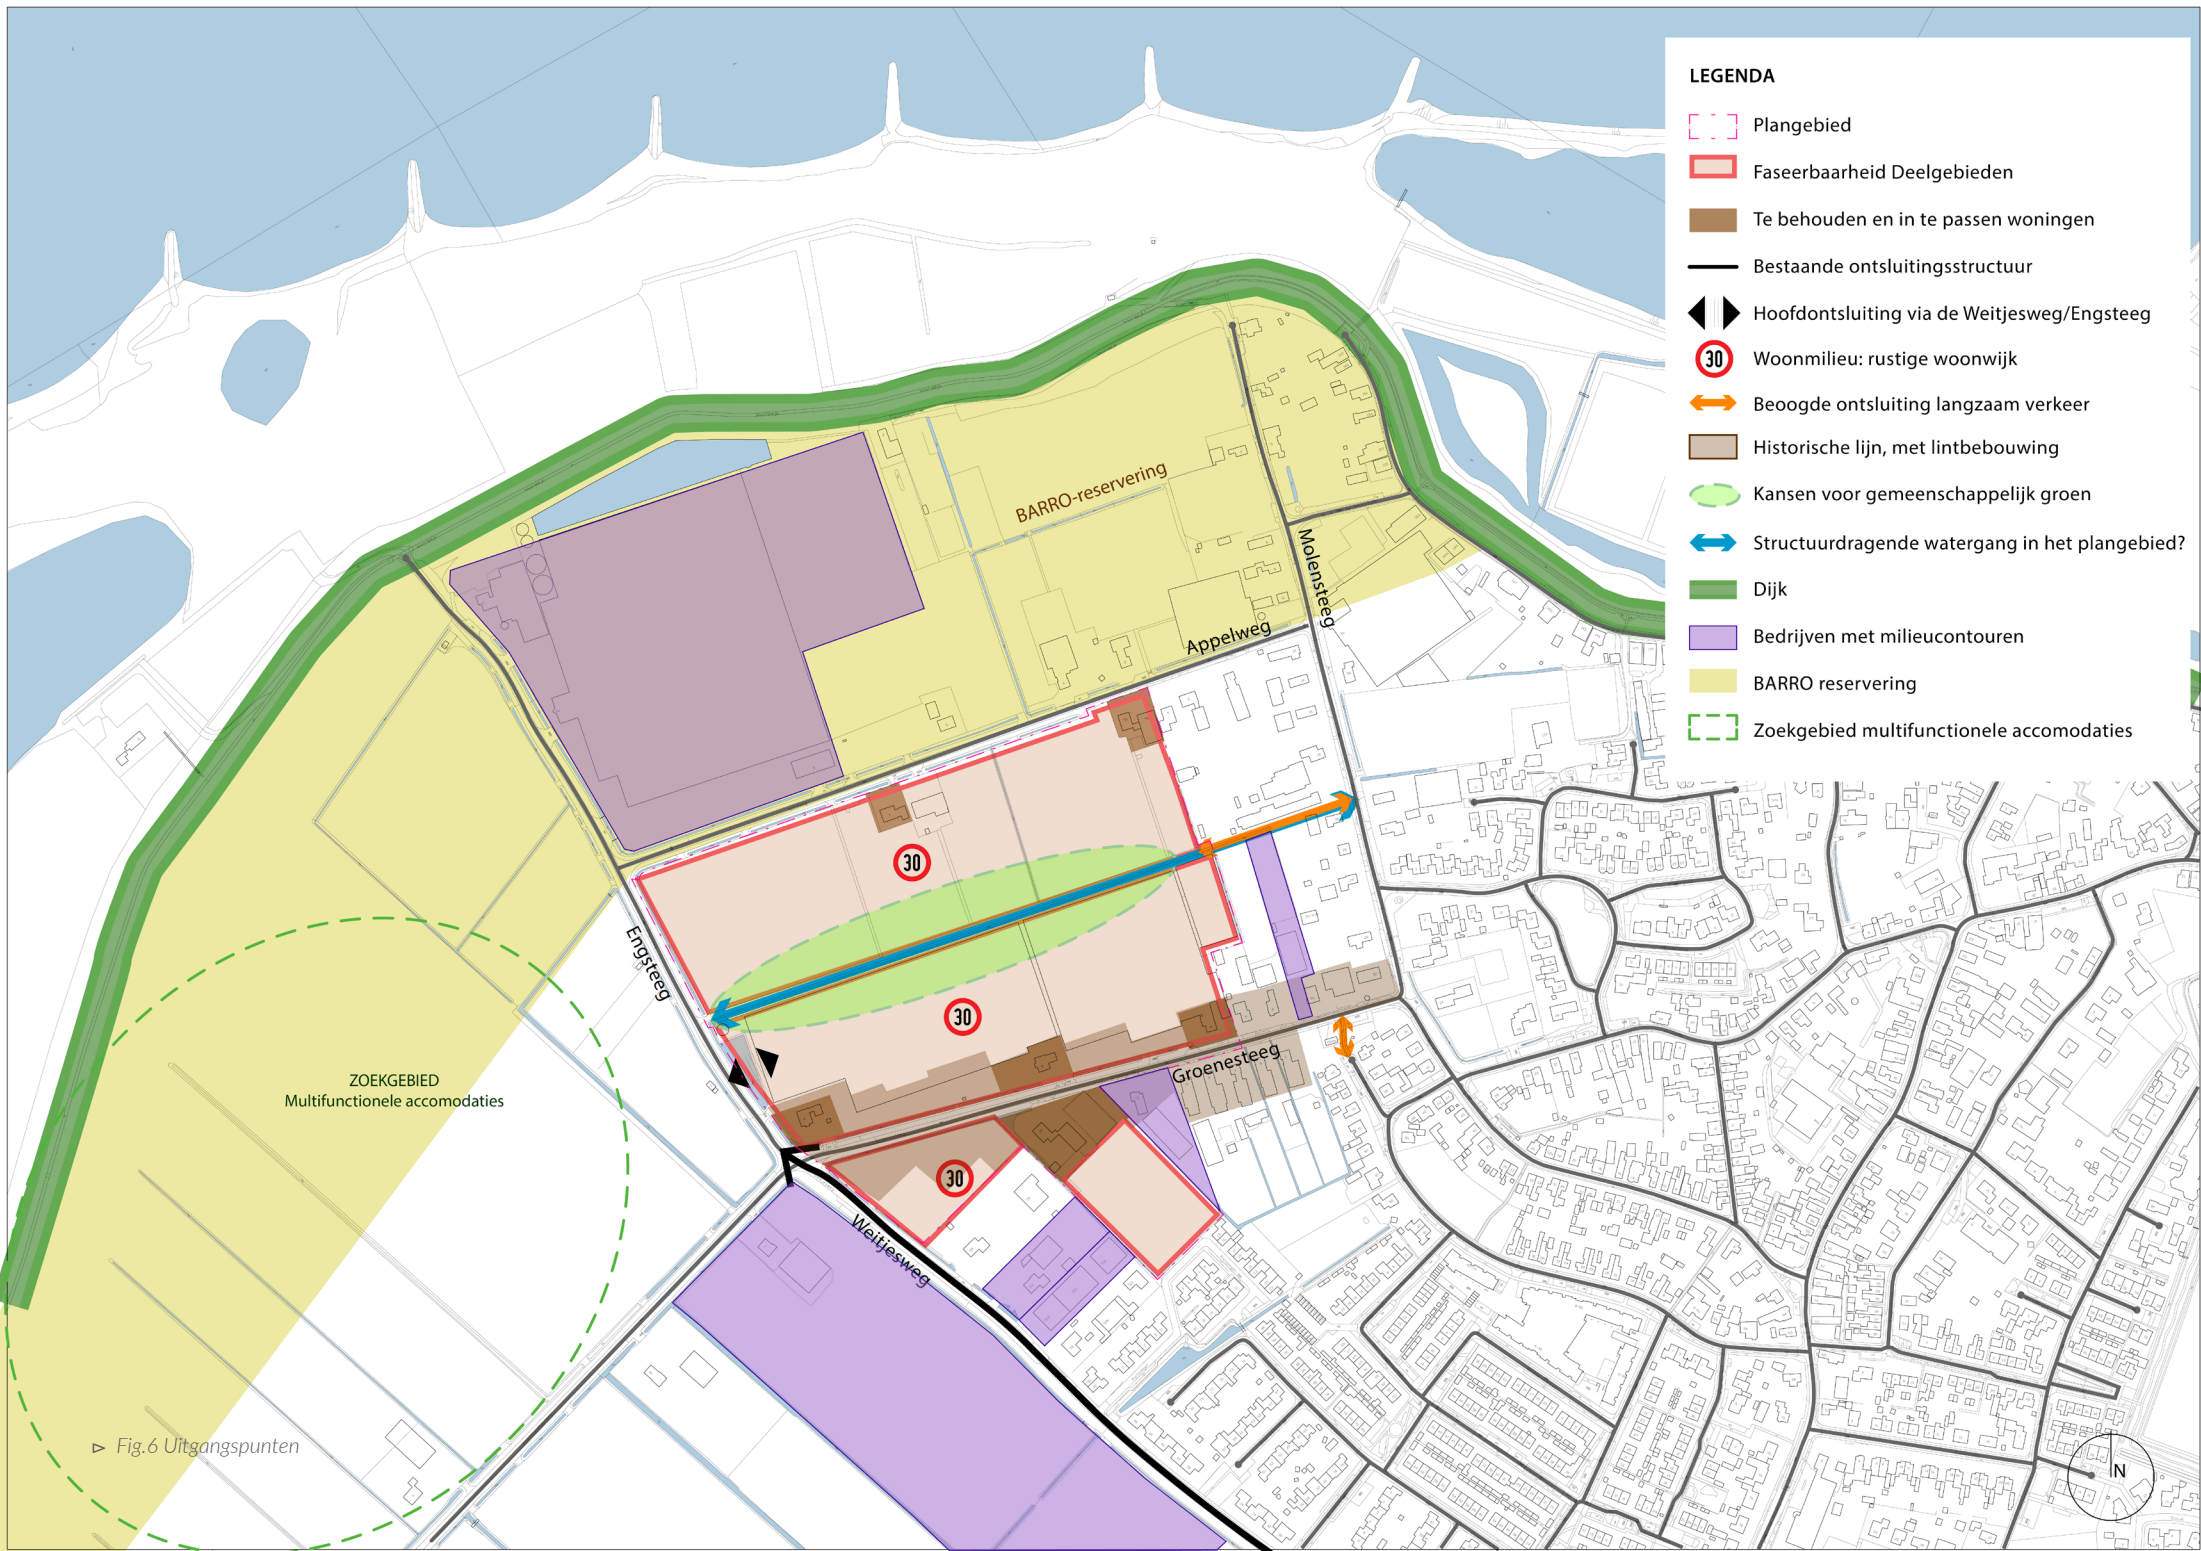 LEGENDA
Plangebied
Faseerbaarheid Deelgebieden
Te behouden en in te passen woningen
Bestaande ontsluitingsstructuur
Hoofdontsluiting via de Weitjesweg/Engsteeg
30 Woonmilieu: rustige woonwijk
Beoogde ontsluiting langzaam verkeer
Historische lijn, met lintbebouwing
Kansen voor gemeenschappelijk groen
Structuurdragende watergang in het plangebied?
Dijk
Bedrijven met milieucontouren
BARRO reservering
Zoekgebied multifunctionele accomodaties
BARRO-reservering
Molensteeg
Appelweg
30
Engsteeg
30
Groenesteeg
ZOEKGEBIED
Multifunctionele accomodaties
30
Weitjesweg
Fig.6 Uitgangspunten
N